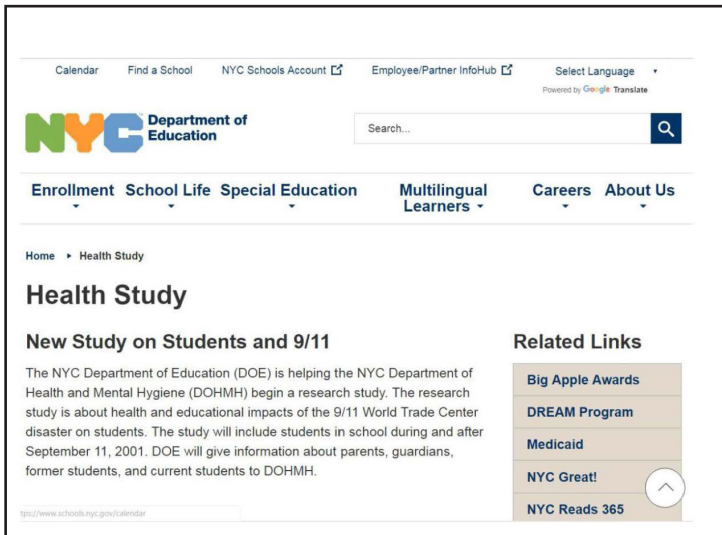 Calendar Find a School NYC Schools Account Employee/Partner InfoHub Select Language
Powered by Google Translate
NYC Department of
Education
Search...
Enrollment School Life Special Education Multilingual
Learners Careers About Us
Home Health Study
Health Study
New Study on Students and 9/11
The NYC Department of Education (DOE) is helping the NYC Department of
Health and Mental Hygiene (DOHMH) begin a research study. The research
study is about health and educational impacts of the 9/11 World Trade Center
disaster on students. The study will include students in school during and after
September 11, 2001. DOE will give information about parents, guardians,
former students, and current students to DOHMH.
Related Links
Big Apple Awards
DREAM Program
Medicaid
NYC Great!
NYC Reads 365
tps://www.schools.nyc.gov/calendar